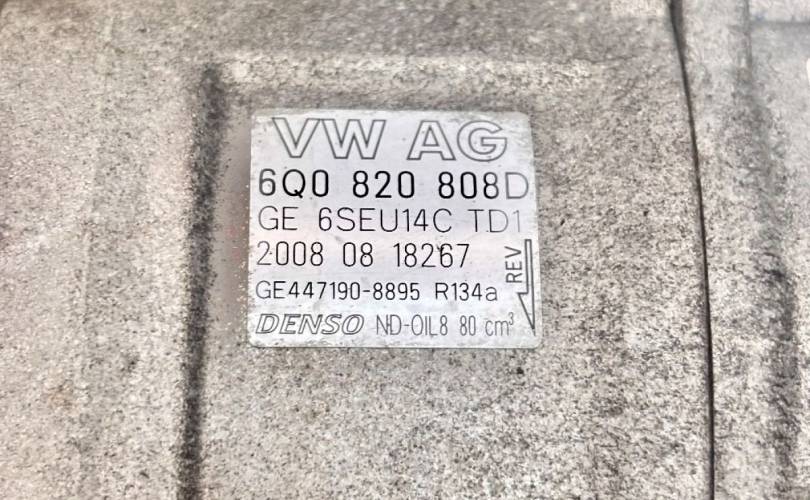 VW AG
6Q0 820 808D
GE 6SEU14C TD1
2008 08 18267
REV
GE447190-8895 R134a
DENSO ND-OIL8 80 cm³